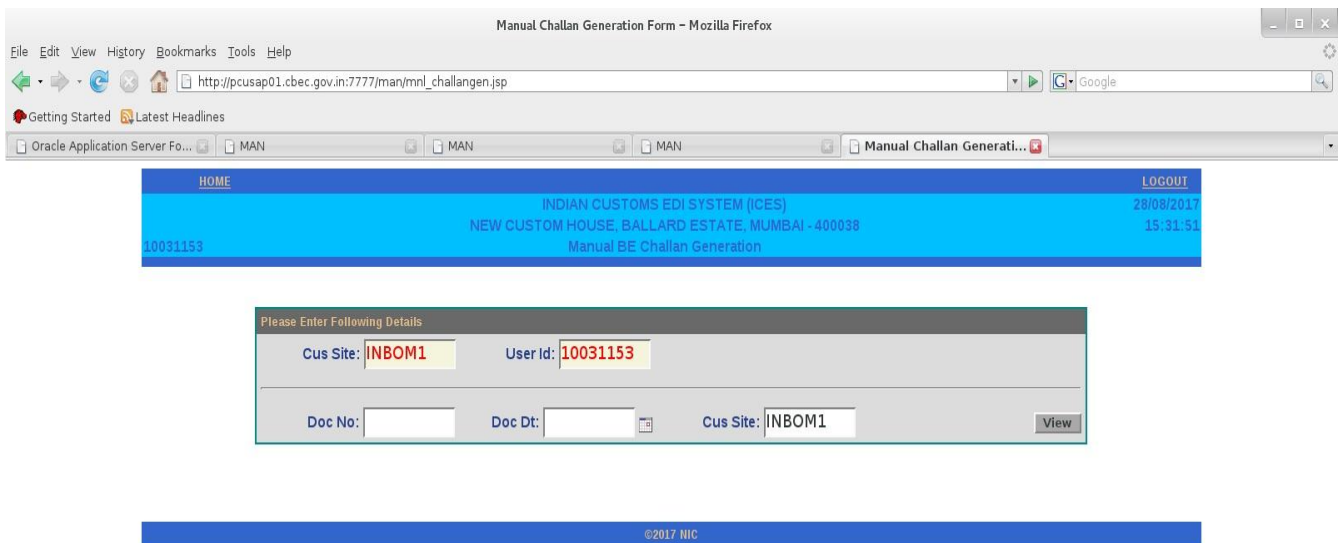 Manual Challan Generation Form – Mozilla Firefox
File Edit View History Bookmarks Tools Help
http://pcusap01.cbec.gov.in:7777/man/mnl_challangen.jsp G Google
Getting Started Latest Headlines
Oracle Application Server Fo... MAN MAN MAN Manual Challan Generati...
HOME LOGOUT
INDIAN CUSTOMS EDI SYSTEM (ICES) 28/08/2017
NEW CUSTOM HOUSE, BALLARD ESTATE, MUMBAI - 400038 15:31:51
10031153 Manual BE Challan Generation
Please Enter Following Details
Cus Site: INBOM1 User Id: 10031153
Doc No: Doc Dt: Cus Site: INBOM1 View
©2017 NIC